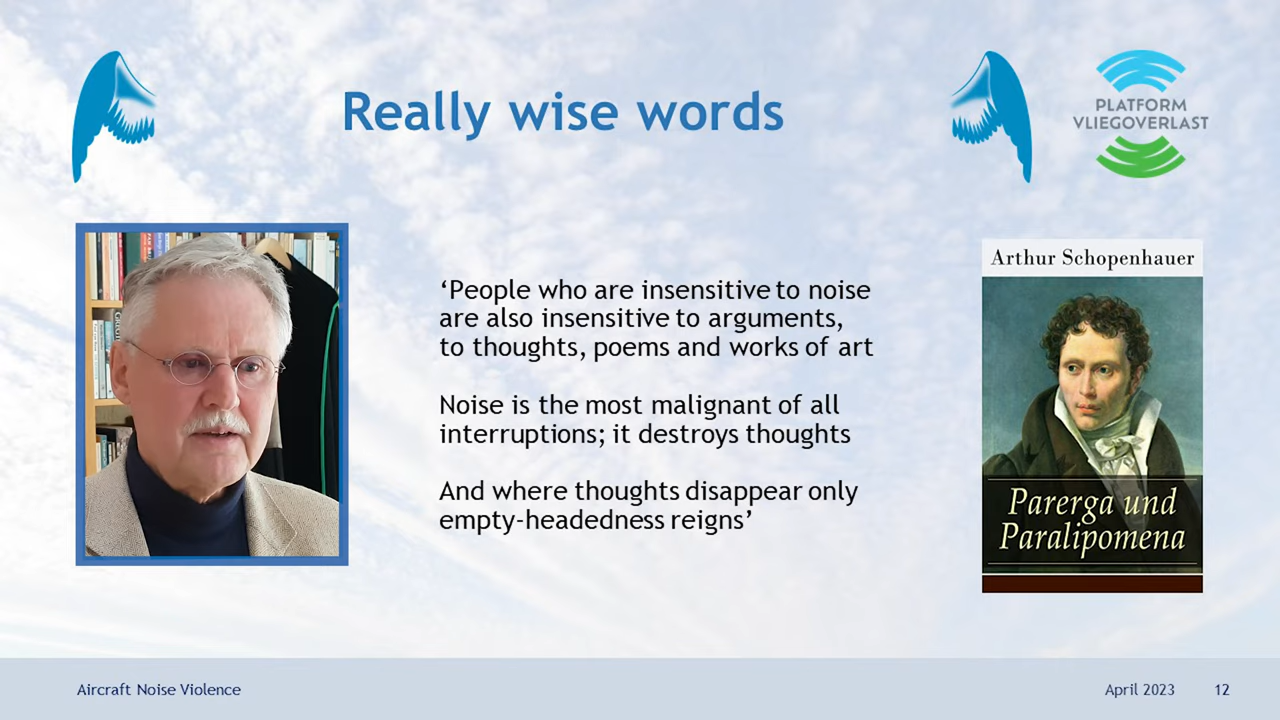 Really wise words
PLATFORM
VLIEGOVERLAST
‘People who are insensitive to noise
are also insensitive to arguments,
to thoughts, poems and works of art
Noise is the most malignant of all
interruptions; it destroys thoughts
And where thoughts disappear only
empty-headedness reigns’
Arthur Schopenhauer
Parerga und
Paralipomena
Aircraft Noise Violence
April 2023 12